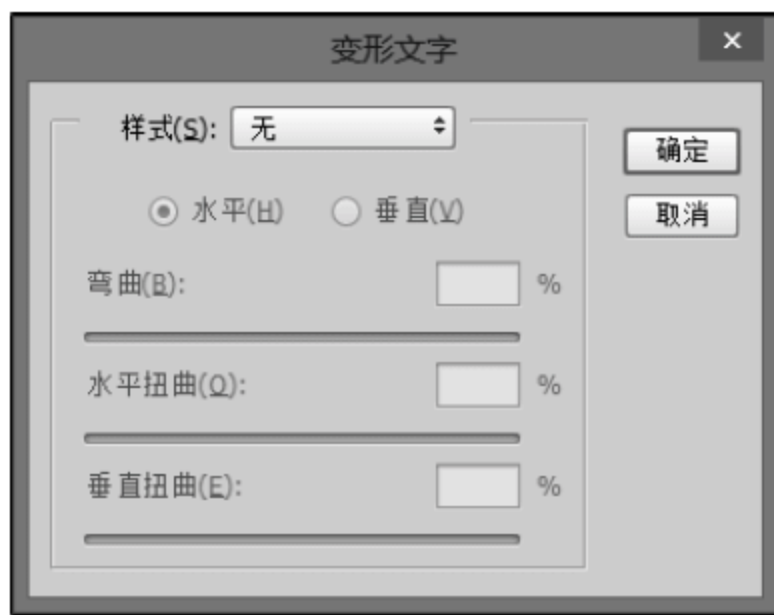 变形文字
样式(S): 无
确定
水平(H) 垂直(V)
取消
弯曲(B): %
水平扭曲(O): %
垂直扭曲(E): %